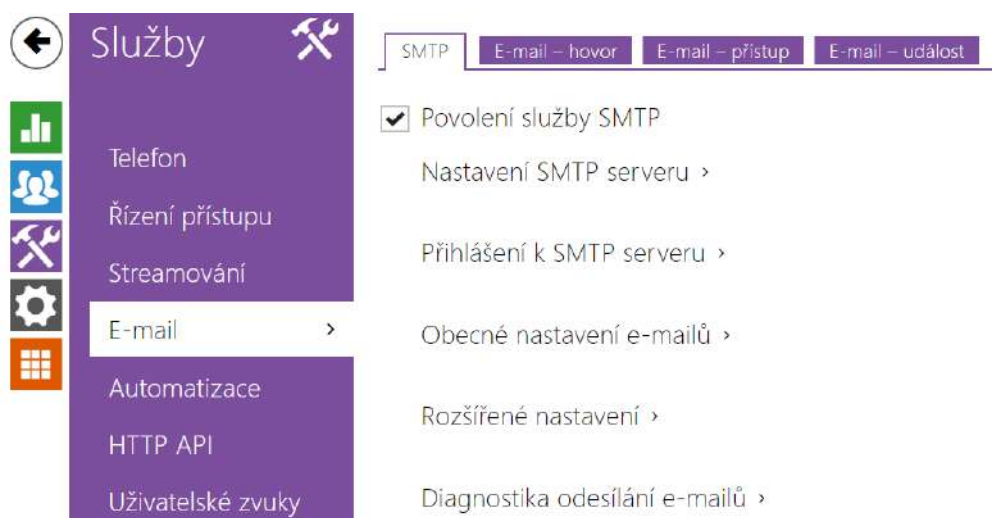 Služby
Telefon
Řízení přístupu
Streamování
E-mail
Automatizace
HTTP API
Uživatelské zvuky
SMTP
E-mail – hovor
E-mail – přístup
E-mail – událost
Povolení služby SMTP
Nastavení SMTP serveru ›
Přihlášení k SMTP serveru ›
Obecné nastavení e-mailů ›
Rozšířené nastavení ›
Diagnostika odesílání e-mailů ›